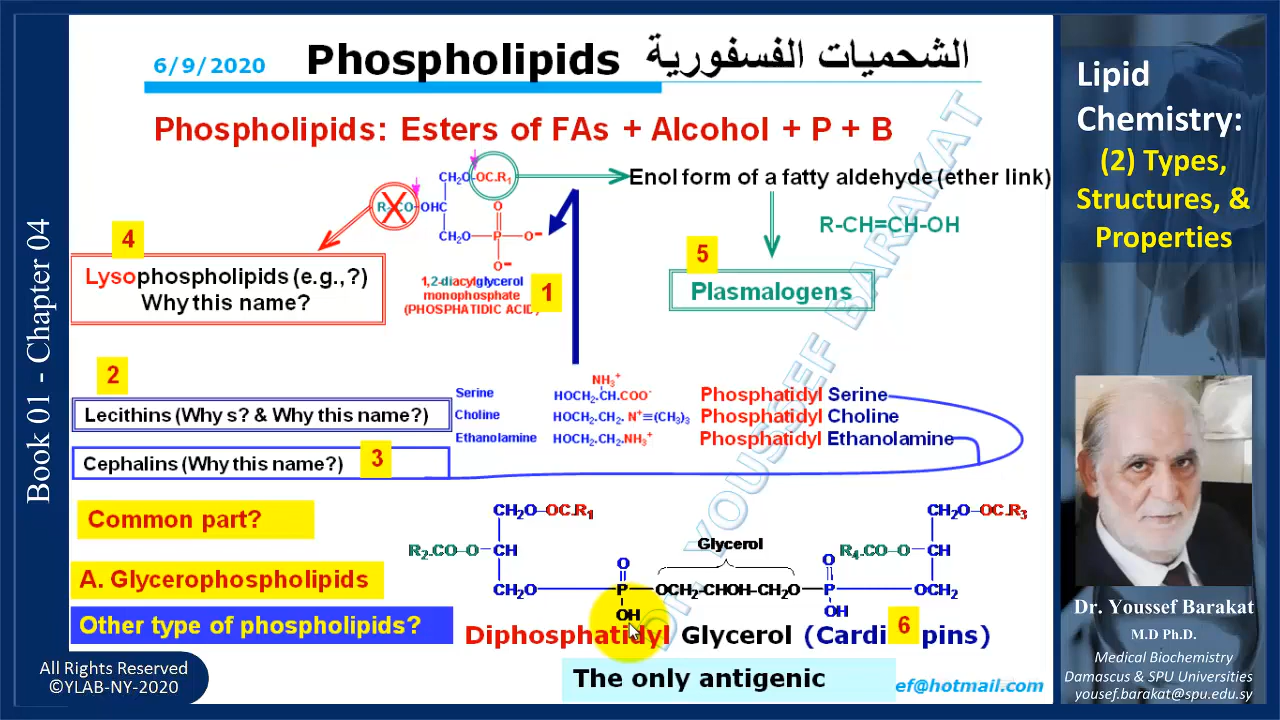 Book 01 - Chapter 04
6/9/2020
Phospholipids الشحميات الفسفورية
Phospholipids: Esters of FAs + Alcohol + P + B
CH₂O-OC.R₁
R CO-OHC
O
CH₂O-P-O⁻
O⁻
1,2-diacylglycerol
monophosphate
(PHOSPHATIDIC ACID)
1
Enol form of a fatty aldehyde (ether link)
R-CH=CH-OH
5
Plasmalogens
4
Lysophospholipids (e.g.,?)
Why this name?
2
Lecithins (Why s? & Why this name?)
Cephalins (Why this name?) 3
NH₃⁺
Serine HOCH₂.CH.COO⁻ Phosphatidyl Serine
Choline HOCH₂.CH₂. N⁺≡(CH₃)₃ Phosphatidyl Choline
Ethanolamine HOCH₂.CH₂.NH₃⁺ Phosphatidyl Ethanolamine
Common part?
A. Glycerophospholipids
Other type of phospholipids?
CH₂O-OC.R₁ CH₂O-OC.R₃
Glycerol
R₂.CO-O-CH R₄.CO-O-CH
O O
CH₂O-P-OCH₂-CHOH-CH₂O-P-OCH₂
OH OH
Diphosphatidyl Glycerol (Cardi 6 pins)
The only antigenic
ef@hotmail.com
DR YOUSSEF BARAKAT
All Rights Reserved
©YLAB-NY-2020
Lipid
Chemistry:
(2) Types,
Structures, &
Properties
Dr. Youssef Barakat
M.D Ph.D.
Medical Biochemistry
Damascus & SPU Universities
yousef.barakat@spu.edu.sy